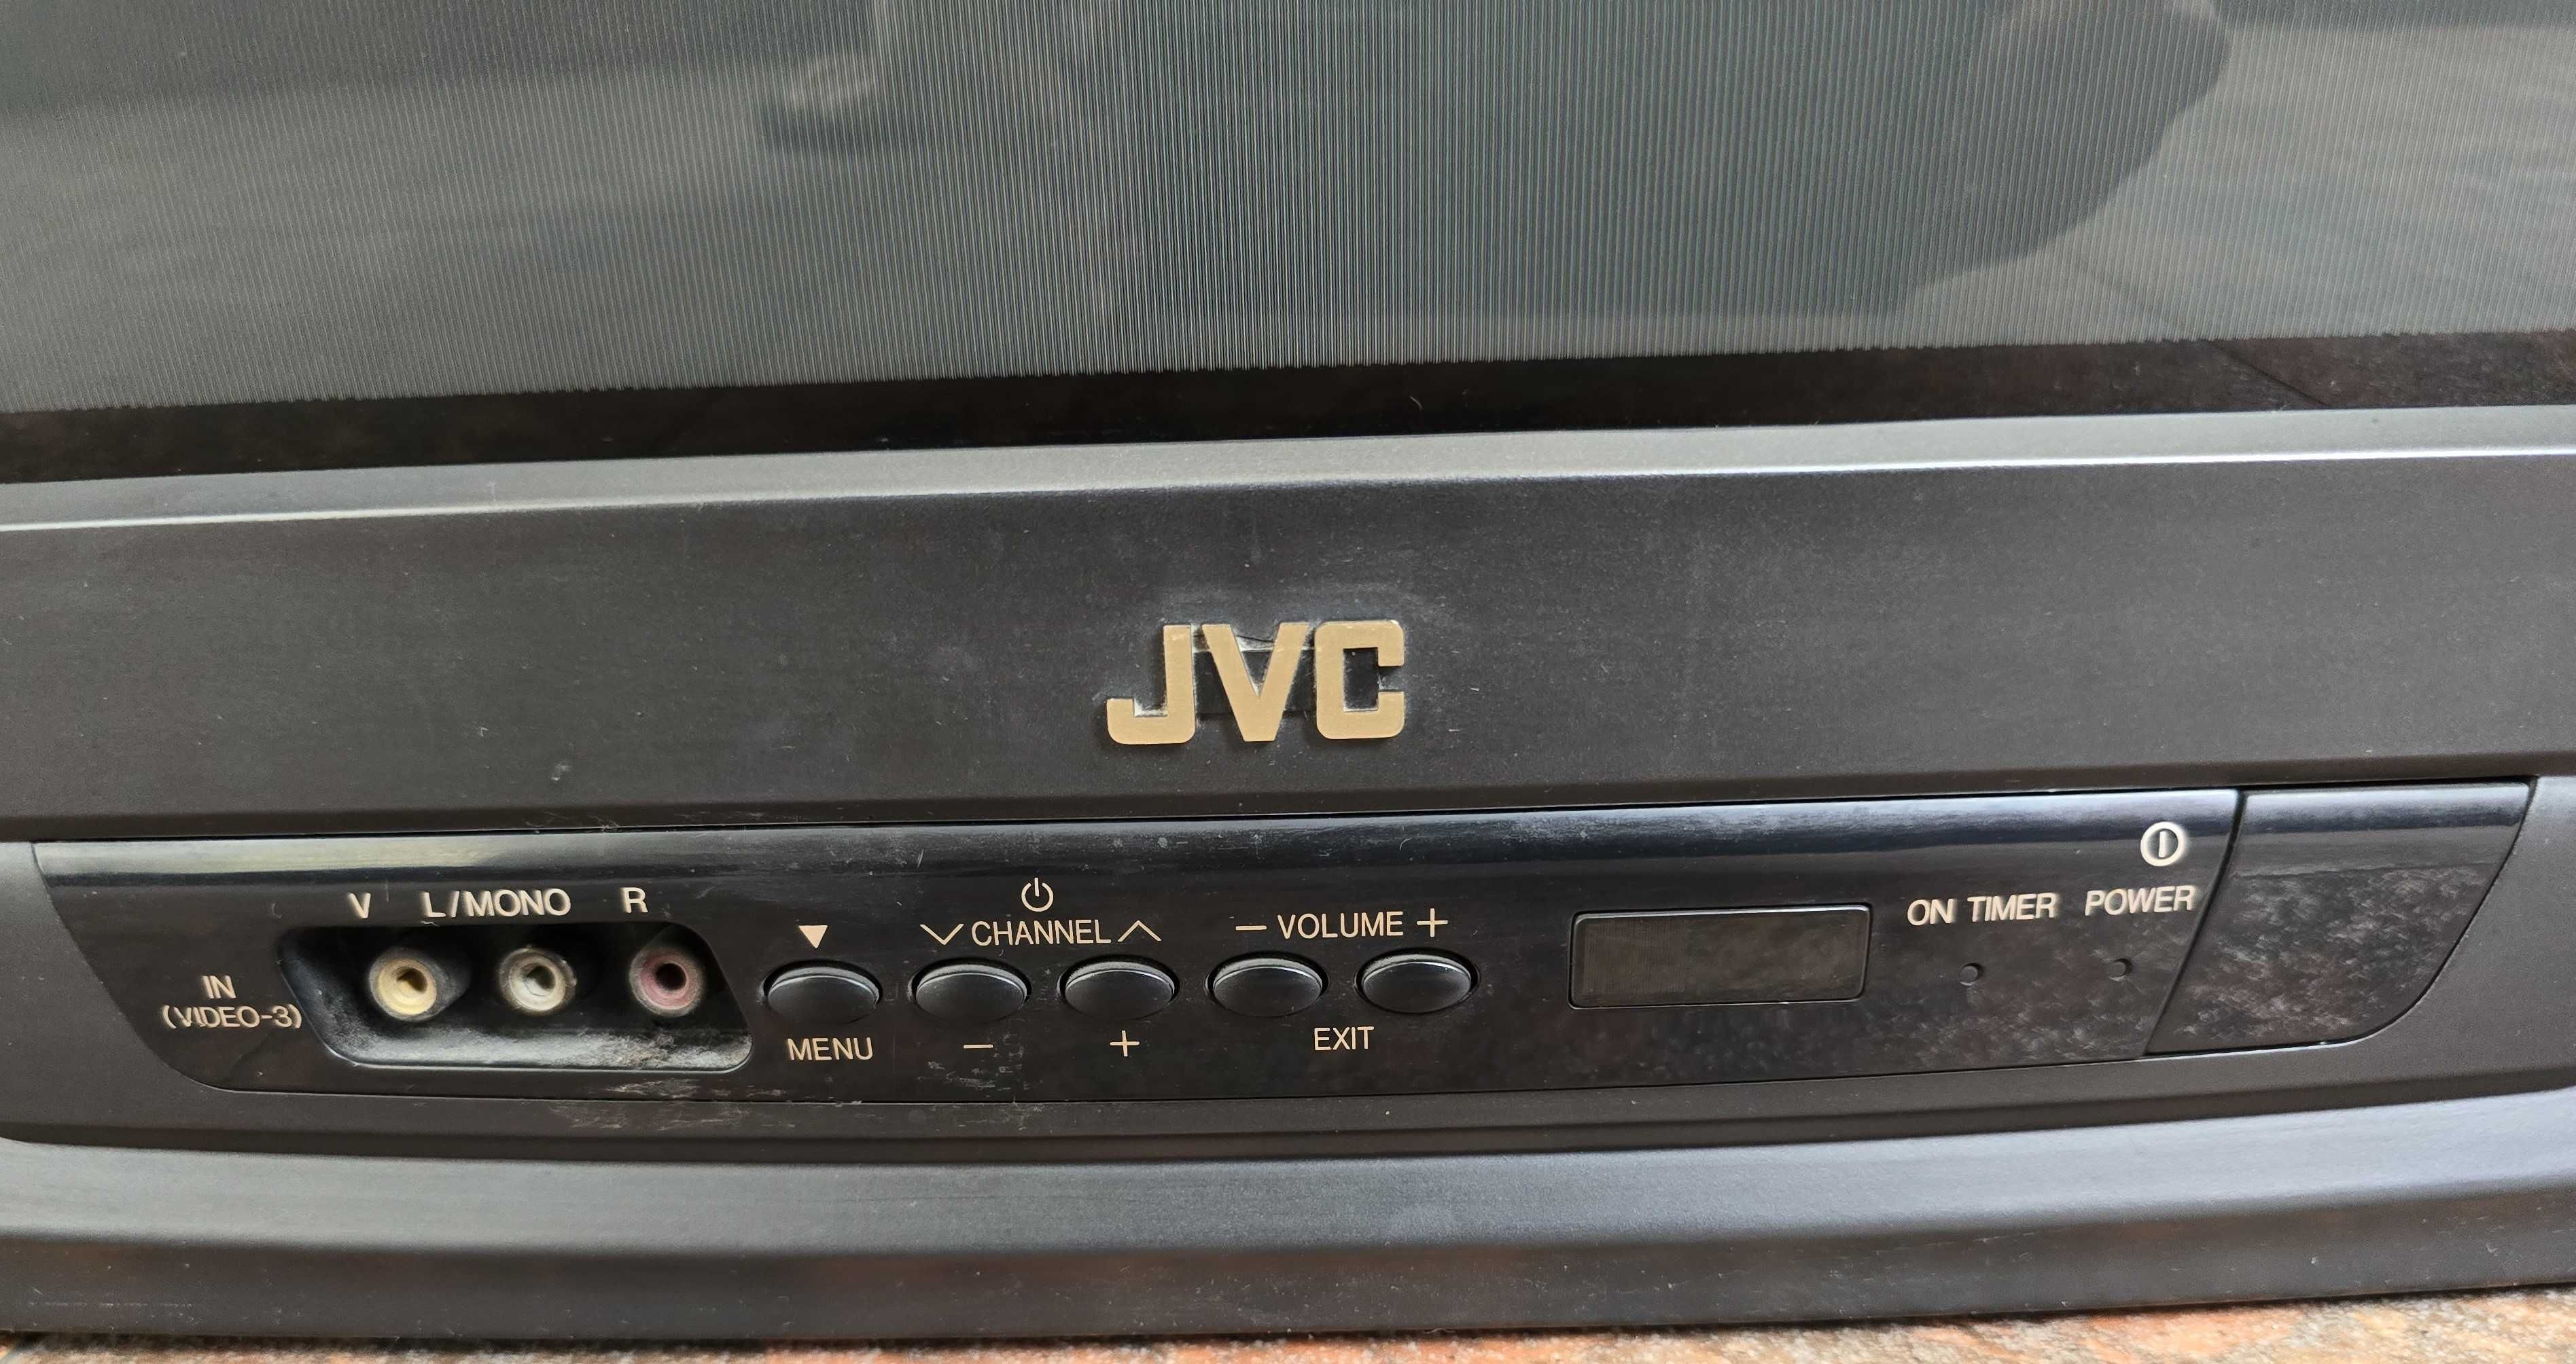 JVC
V L/MONO R
IN
(VIDEO-3)
▼
MENU
CHANNEL
- +
- VOLUME +
EXIT
ON TIMER
POWER